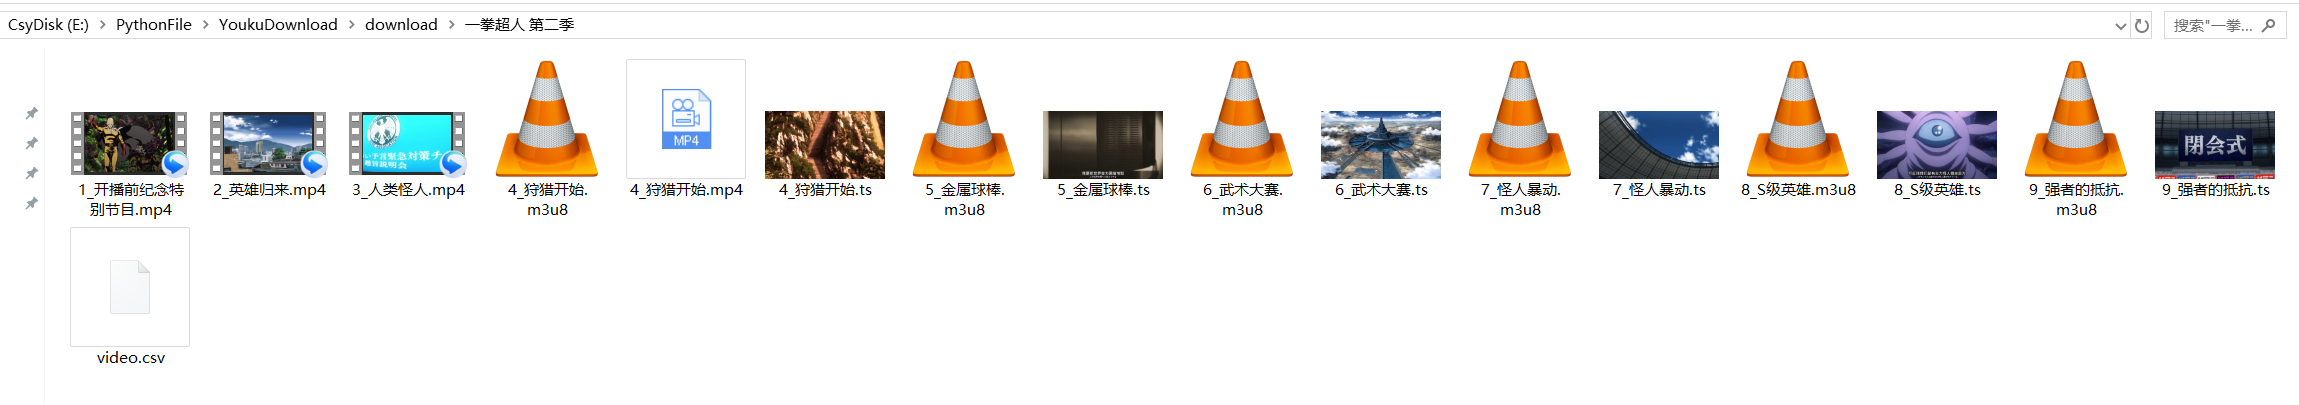 CsyDisk (E:) > PythonFile > YoukuDownload > download > 一拳超人 第二季
搜索"一拳...
MP4
閉会式
1_开播前纪念特
别节目.mp4
2_英雄归来.mp4
3_人类怪人.mp4
4_狩猎开始.
m3u8
4_狩猎开始.mp4
4_狩猎开始.ts
5_金属球棒.
m3u8
5_金属球棒.ts
6_武术大赛.
m3u8
6_武术大赛.ts
7_怪人暴动.
m3u8
7_怪人暴动.ts
8_S级英雄.m3u8
8_S级英雄.ts
9_强者的抵抗.
m3u8
9_强者的抵抗.ts
video.csv